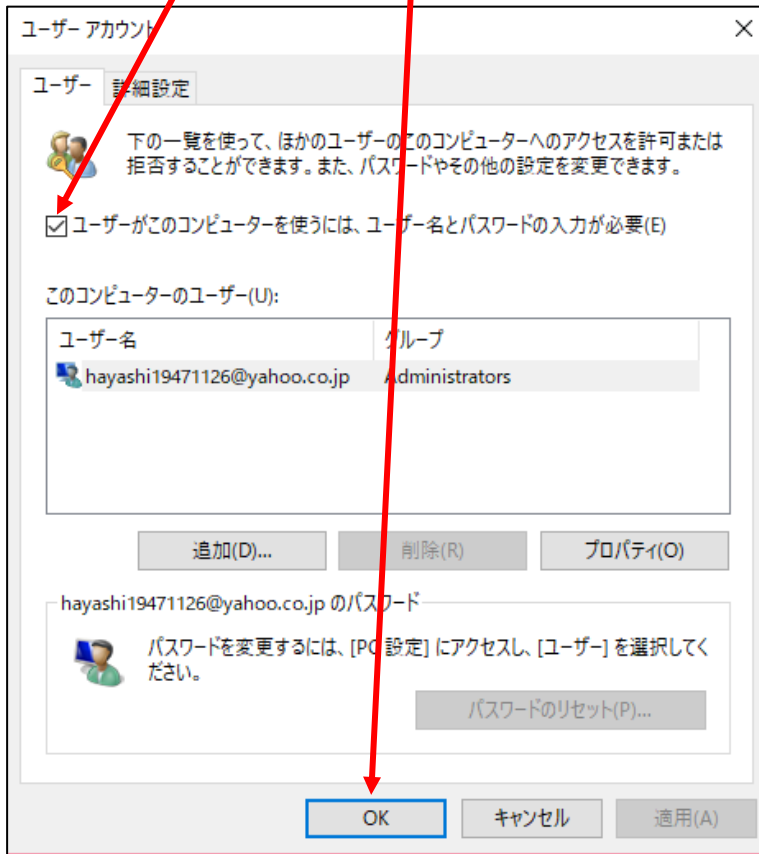 ユーザー アカウント
ユーザー 詳細設定
下の一覧を使って、ほかのユーザーのこのコンピューターへのアクセスを許可または
拒否することができます。また、パスワードやその他の設定を変更できます。
ユーザーがこのコンピューターを使うには、ユーザー名とパスワードの入力が必要(E)
このコンピューターのユーザー(U):
ユーザー名 グループ
hayashi19471126@yahoo.co.jp Administrators
追加(D)... 削除(R) プロパティ(O)
hayashi19471126@yahoo.co.jp のパスワード
パスワードを変更するには、[PC 設定] にアクセスし、[ユーザー] を選択してく
ださい。
パスワードのリセット(P)...
OK キャンセル 適用(A)